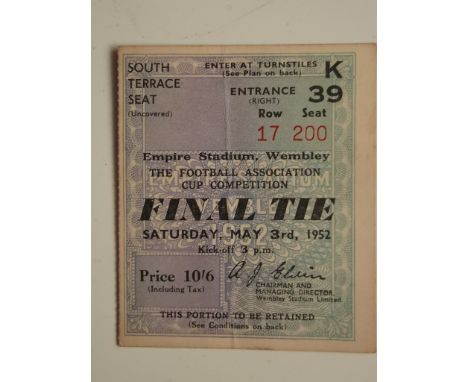 SOUTH TERRACE SEAT
(Uncovered)
ENTER AT TURNSTILES K
(See Plan on back)
ENTRANCE 39
(RIGHT)
Row Seat
17 200
Empire Stadium, Wembley
THE FOOTBALL ASSOCIATION
CUP COMPETITION
FINAL TIE
SATURDAY, MAY 3rd, 1952
Kick-off 3 p.m.
Price 10/6
(Including Tax)
A. J. Elvin
CHAIRMAN AND
MANAGING DIRECTOR
Wembley Stadium Limited
THIS PORTION TO BE RETAINED
(See Conditions on back)